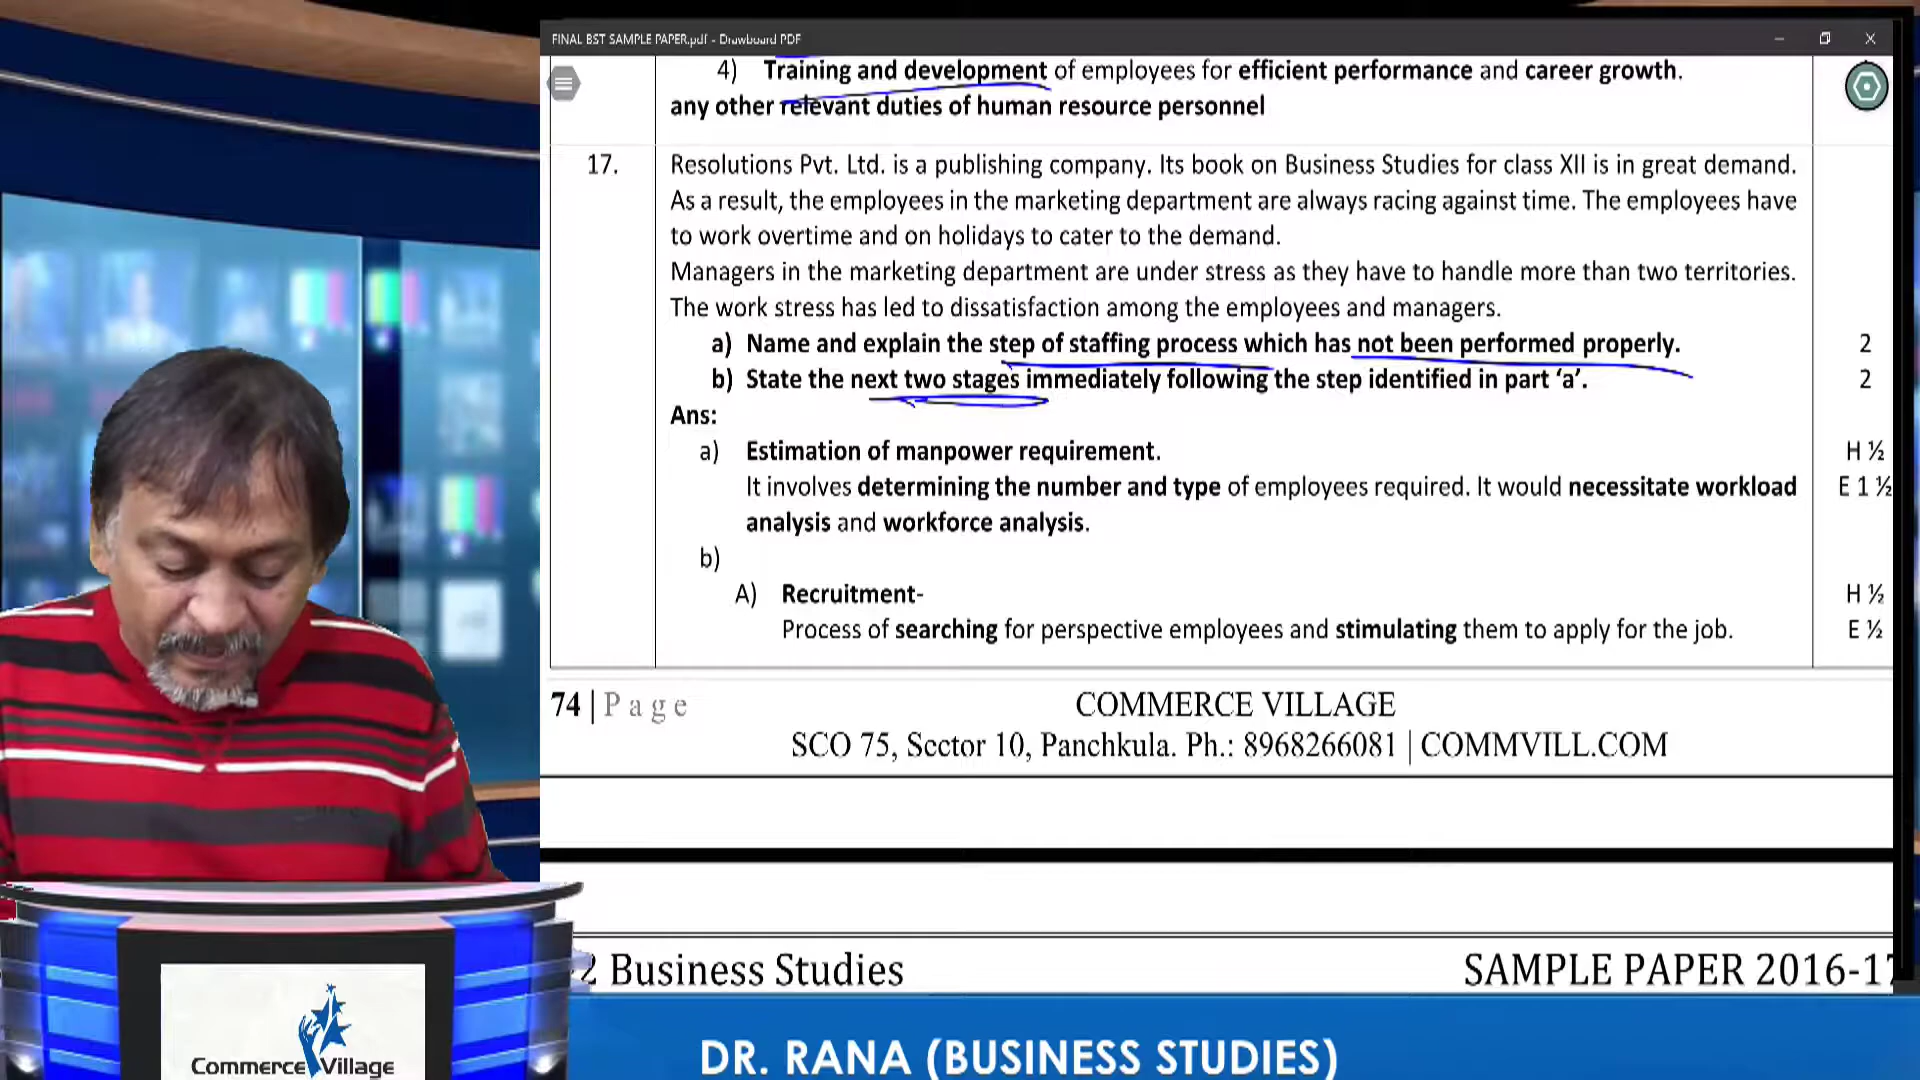 FINAL BST SAMPLE PAPER.pdf - Drawboard PDF
4) Training and development of employees for efficient performance and career growth.
any other relevant duties of human resource personnel
17. Resolutions Pvt. Ltd. is a publishing company. Its book on Business Studies for class XII is in great demand.
As a result, the employees in the marketing department are always racing against time. The employees have
to work overtime and on holidays to cater to the demand.
Managers in the marketing department are under stress as they have to handle more than two territories.
The work stress has led to dissatisfaction among the employees and managers.
a) Name and explain the step of staffing process which has not been performed properly. 2
b) State the next two stages immediately following the step identified in part ‘a’. 2
Ans:
a) Estimation of manpower requirement. H ½
It involves determining the number and type of employees required. It would necessitate workload E 1 ½
analysis and workforce analysis.
b)
A) Recruitment- H ½
Process of searching for perspective employees and stimulating them to apply for the job. E ½
74 | Page COMMERCE VILLAGE
SCO 75, Sector 10, Panchkula. Ph.: 8968266081 | COMMVILL.COM
2 Business Studies SAMPLE PAPER 2016-17
Commerce Village
DR. RANA (BUSINESS STUDIES)